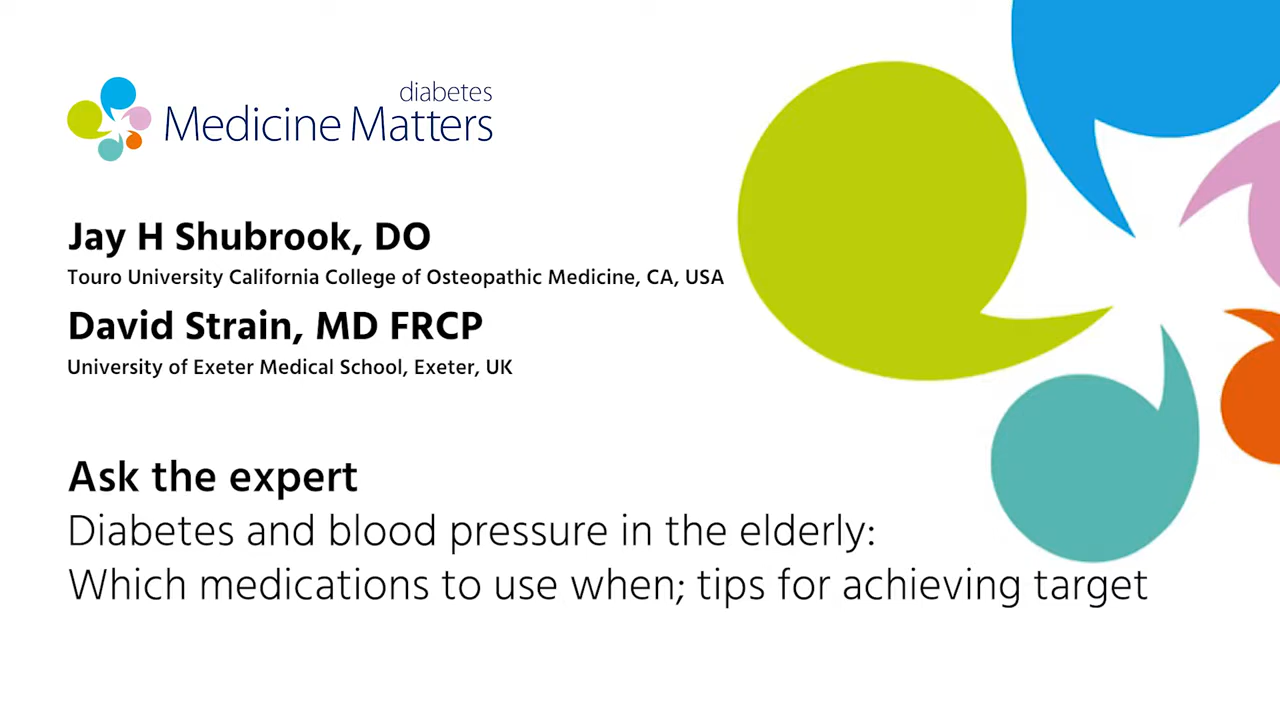 diabetes
Medicine Matters
Jay H Shubrook, DO
Touro University California College of Osteopathic Medicine, CA, USA
David Strain, MD FRCP
University of Exeter Medical School, Exeter, UK
Ask the expert
Diabetes and blood pressure in the elderly:
Which medications to use when; tips for achieving target